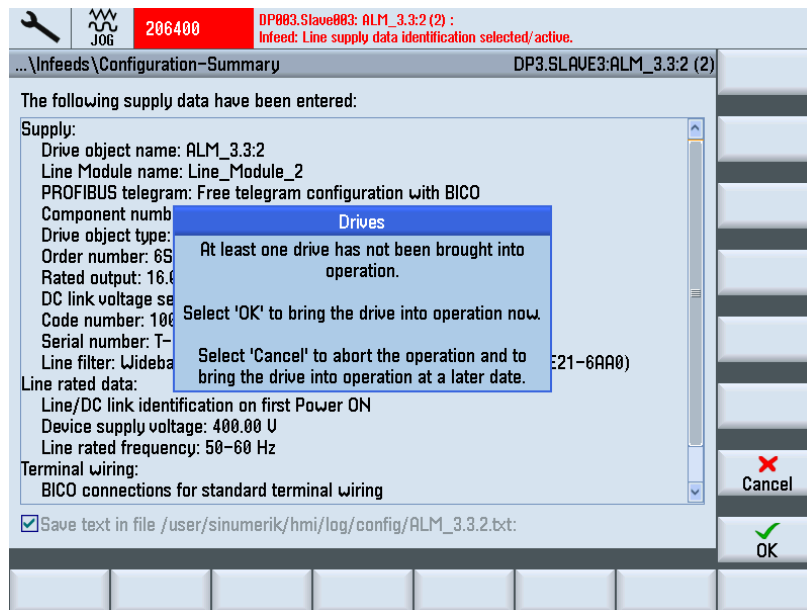 JOG
206400
DP003.Slave003: ALM_3.3:2 (2) :
Infeed: Line supply data identification selected/active.
...\Infeeds\Configuration-Summary
DP3.SLAVE3:ALM_3.3:2 (2)
The following supply data have been entered:
Supply:
Drive object name: ALM_3.3:2
Line Module name: Line_Module_2
PROFIBUS telegram: Free telegram configuration with BICO
Component numb
Drive object type:
Order number: 6S
Rated output: 16.0
DC link voltage se
Code number: 100
Serial number: T-
Line filter: Wideba
E21-6AA0)
Drives
At least one drive has not been brought into
operation.
Select 'OK' to bring the drive into operation now.
Select 'Cancel' to abort the operation and to
bring the drive into operation at a later date.
Line rated data:
Line/DC link identification on first Power ON
Device supply voltage: 400.00 V
Line rated frequency: 50-60 Hz
Terminal wiring:
BICO connections for standard terminal wiring
Save text in file /user/sinumerik/hmi/log/config/ALM_3.3.2.txt:
Cancel
OK